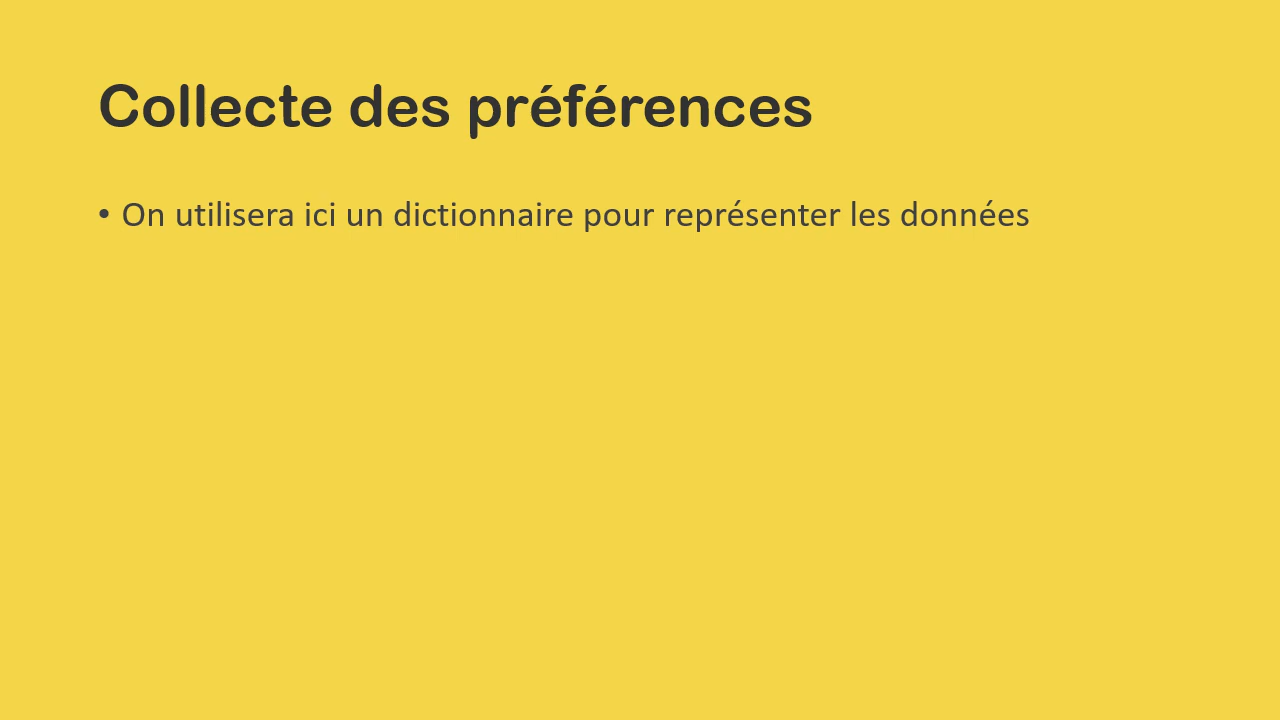 Collecte des préférences
• On utilisera ici un dictionnaire pour représenter les données